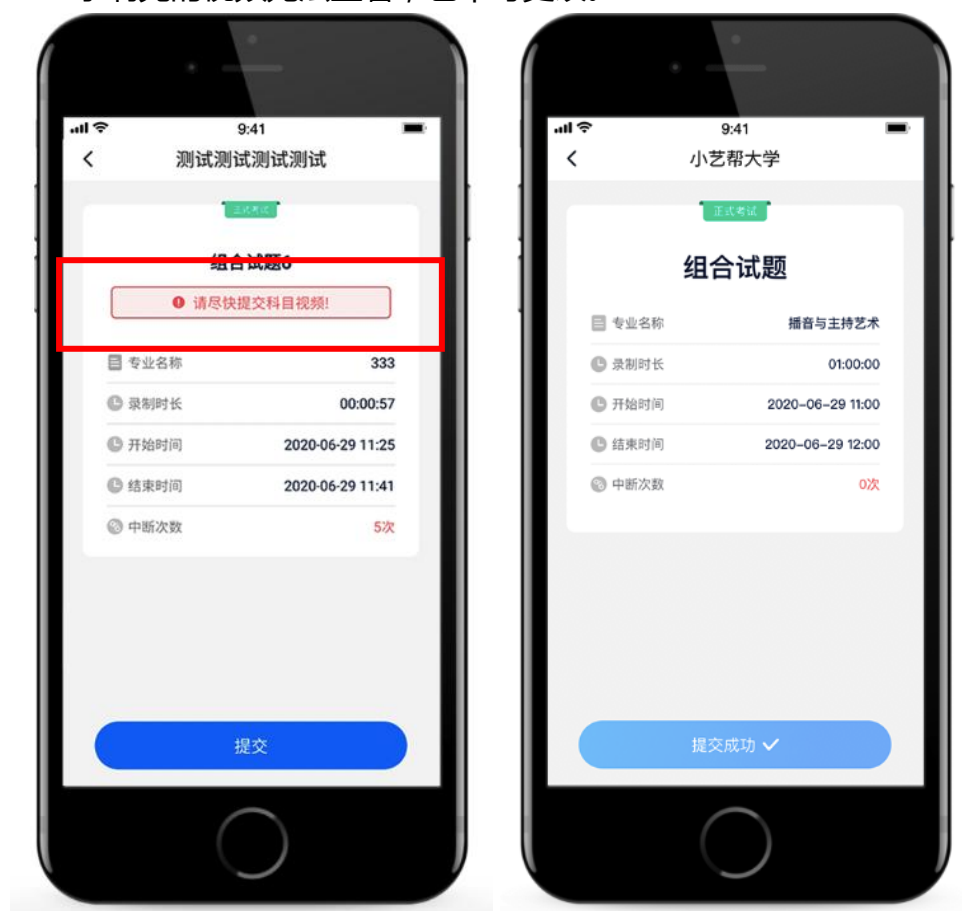 9:41
测试测试测试测试
正式考试
组合试题6
请尽快提交科目视频!
专业名称 333
录制时长 00:00:57
开始时间 2020-06-29 11:25
结束时间 2020-06-29 11:41
中断次数 5次
提交
9:41
小艺帮大学
正式考试
组合试题
专业名称 播音与主持艺术
录制时长 01:00:00
开始时间 2020-06-29 11:00
结束时间 2020-06-29 12:00
中断次数 0次
提交成功